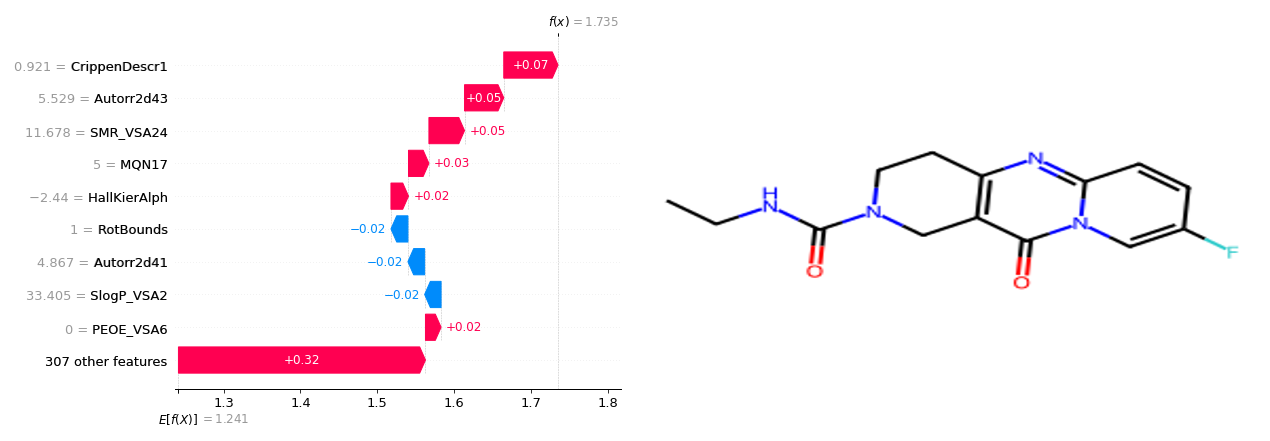 f(x) = 1.735
0.921 = CrippenDescr1
+0.07
5.529 = Autorr2d43
+0.05
11.678 = SMR_VSA24
+0.05
5 = MQN17
+0.03
−2.44 = HallKierAlph
+0.02
1 = RotBounds
−0.02
4.867 = Autorr2d41
−0.02
33.405 = SlogP_VSA2
−0.02
0 = PEOE_VSA6
+0.02
307 other features
+0.32
1.3 1.4 1.5 1.6 1.7 1.8
E[f(X)] = 1.241
N
H
N
N
N
O
O
F